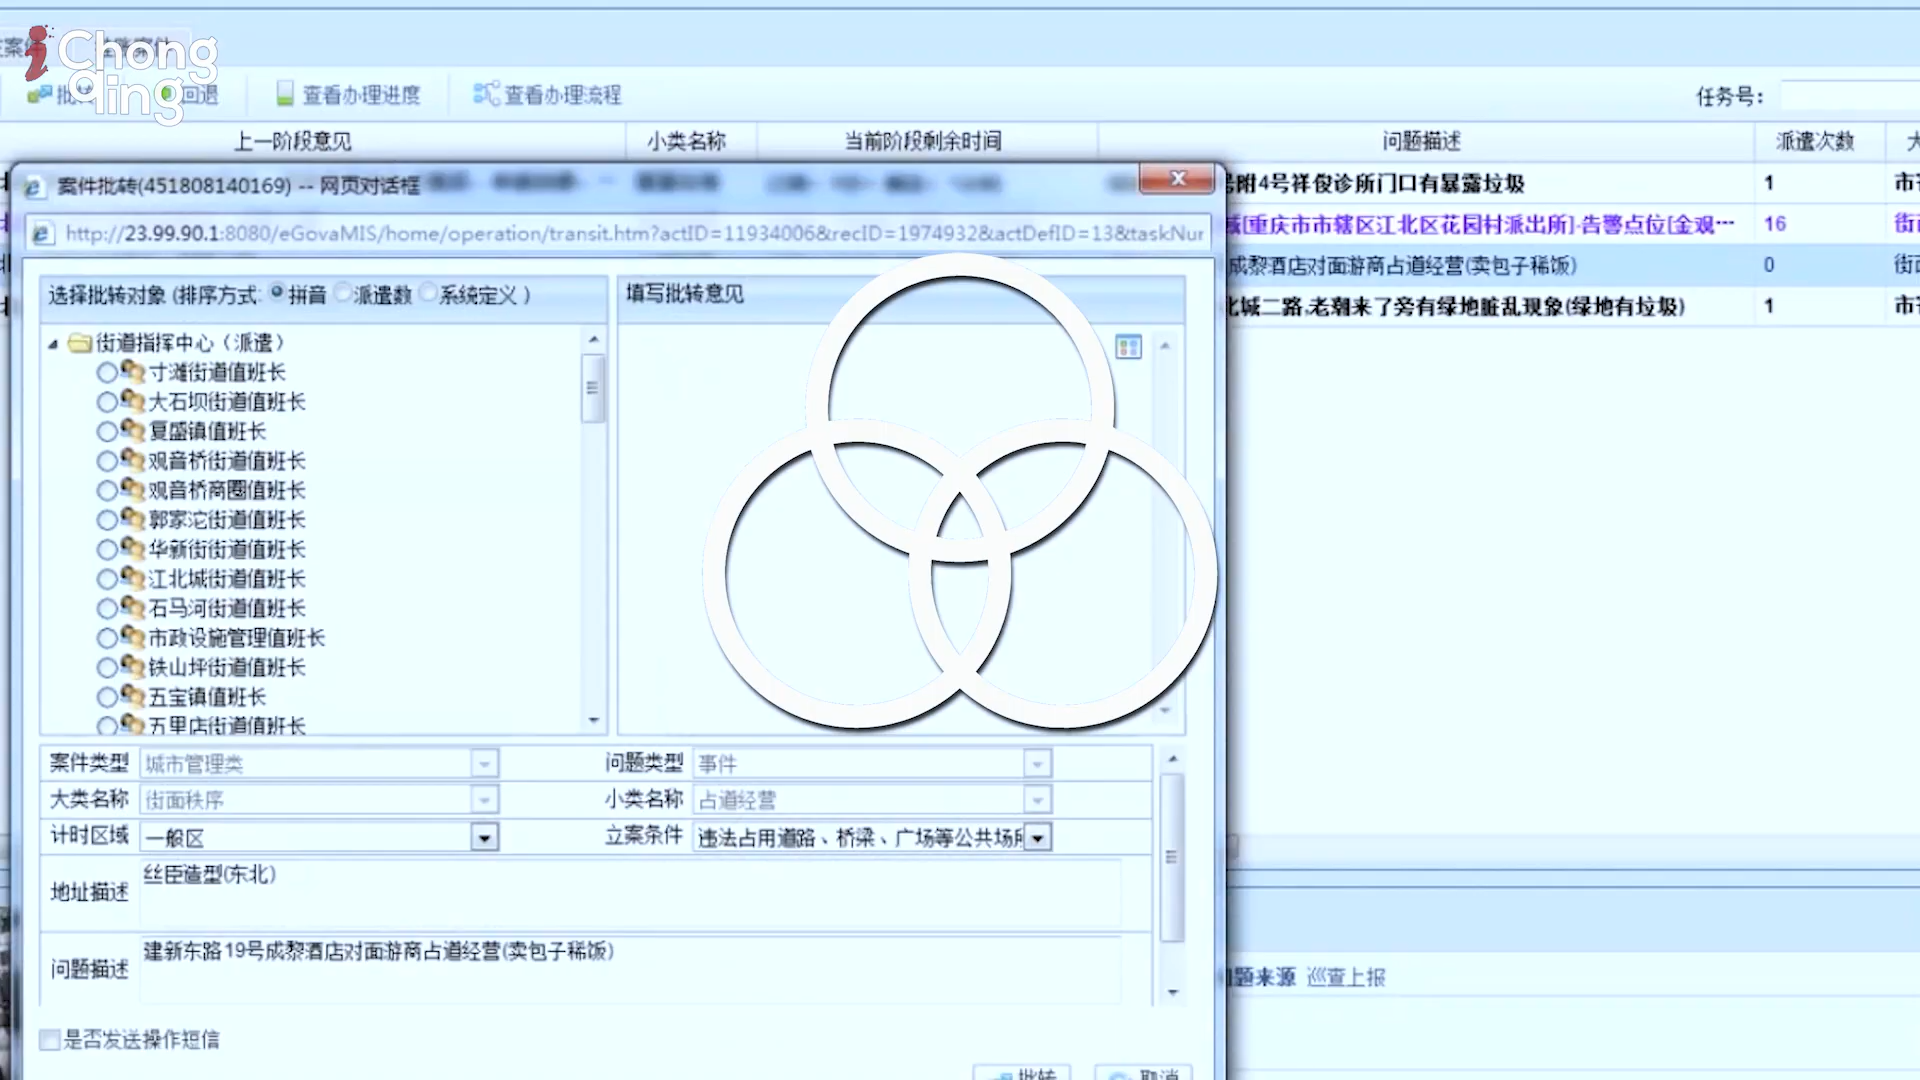 iChongqing
查看办理进度
查看办理流程
任务号：
上一阶段意见 小类名称 当前阶段剩余时间 问题描述 派遣次数
案件批转(451808140169) -- 网页对话框
附4号祥俊诊所门口有暴露垃圾 1
[重庆市市辖区江北区花园村派出所]-告警点位[金观… 16
成黎酒店对面游商占道经营(卖包子稀饭) 0
北城二路,老潮来了旁有绿地脏乱现象(绿地有垃圾) 1
http://23.99.90.1:8080/eGovaMIS/home/operation/transit.htm?actID=11934006&recID=1974932&actDefID=13&taskNur
选择批转对象 (排序方式: 拼音 派遣数 系统定义 )
填写批转意见
街道指挥中心（派遣）
寸滩街道值班长
大石坝街道值班长
复盛镇值班长
观音桥街道值班长
观音桥商圈值班长
郭家沱街道值班长
华新街街道值班长
江北城街道值班长
石马河街道值班长
市政设施管理值班长
铁山坪街道值班长
五宝镇值班长
五里店街道值班长
案件类型 城市管理类 问题类型 事件
大类名称 街面秩序 小类名称 占道经营
计时区域 一般区 立案条件 违法占用道路、桥梁、广场等公共场所
地址描述 丝臣造型(东北)
问题描述 建新东路19号成黎酒店对面游商占道经营(卖包子稀饭)
题来源 巡查上报
是否发送操作短信
批转 取消